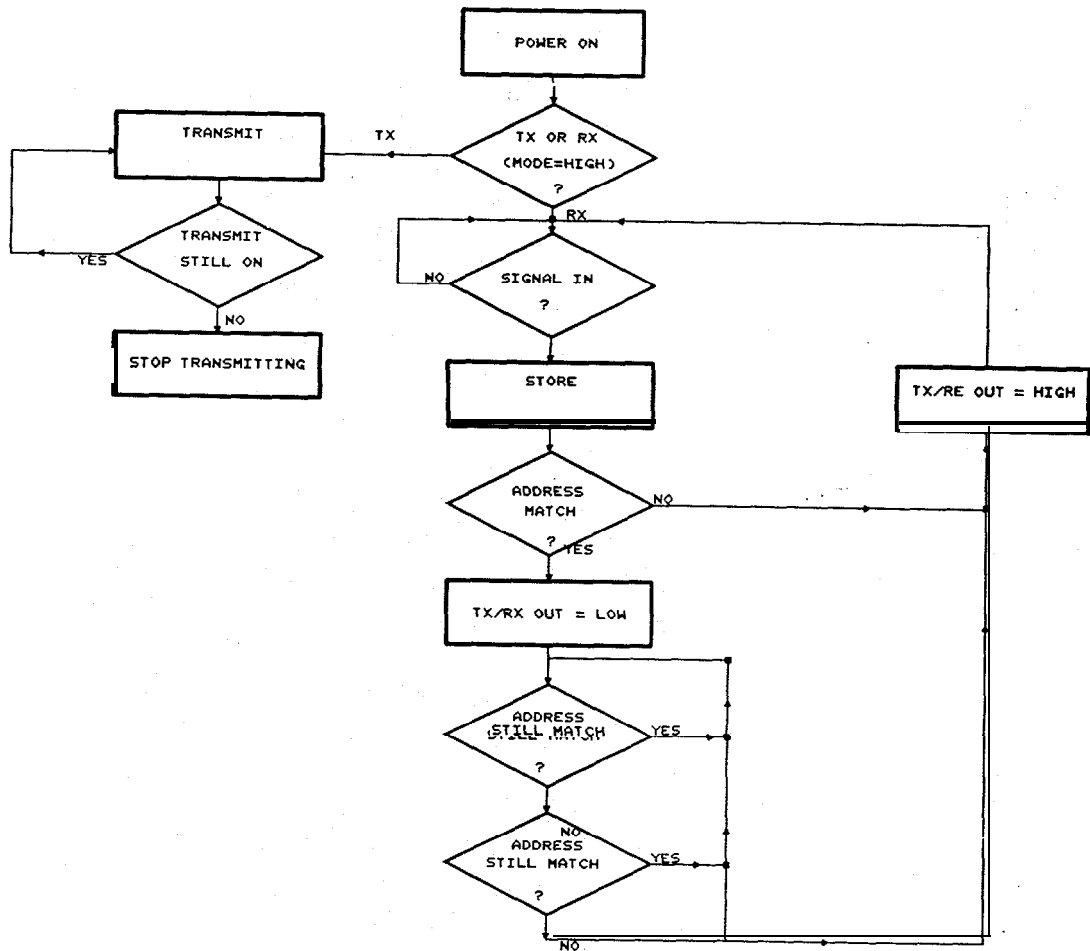 POWER ON
TX OR RX
(MODE=HIGH)
?
TX
RX
TRANSMIT
TRANSMIT
STILL ON
YES
NO
STOP TRANSMITTING
SIGNAL IN
?
NO
STORE
TX/RE OUT = HIGH
ADDRESS
MATCH
?
NO
YES
TX/RX OUT = LOW
ADDRESS
STILL MATCH
?
YES
NO
ADDRESS
STILL MATCH
?
YES
NO